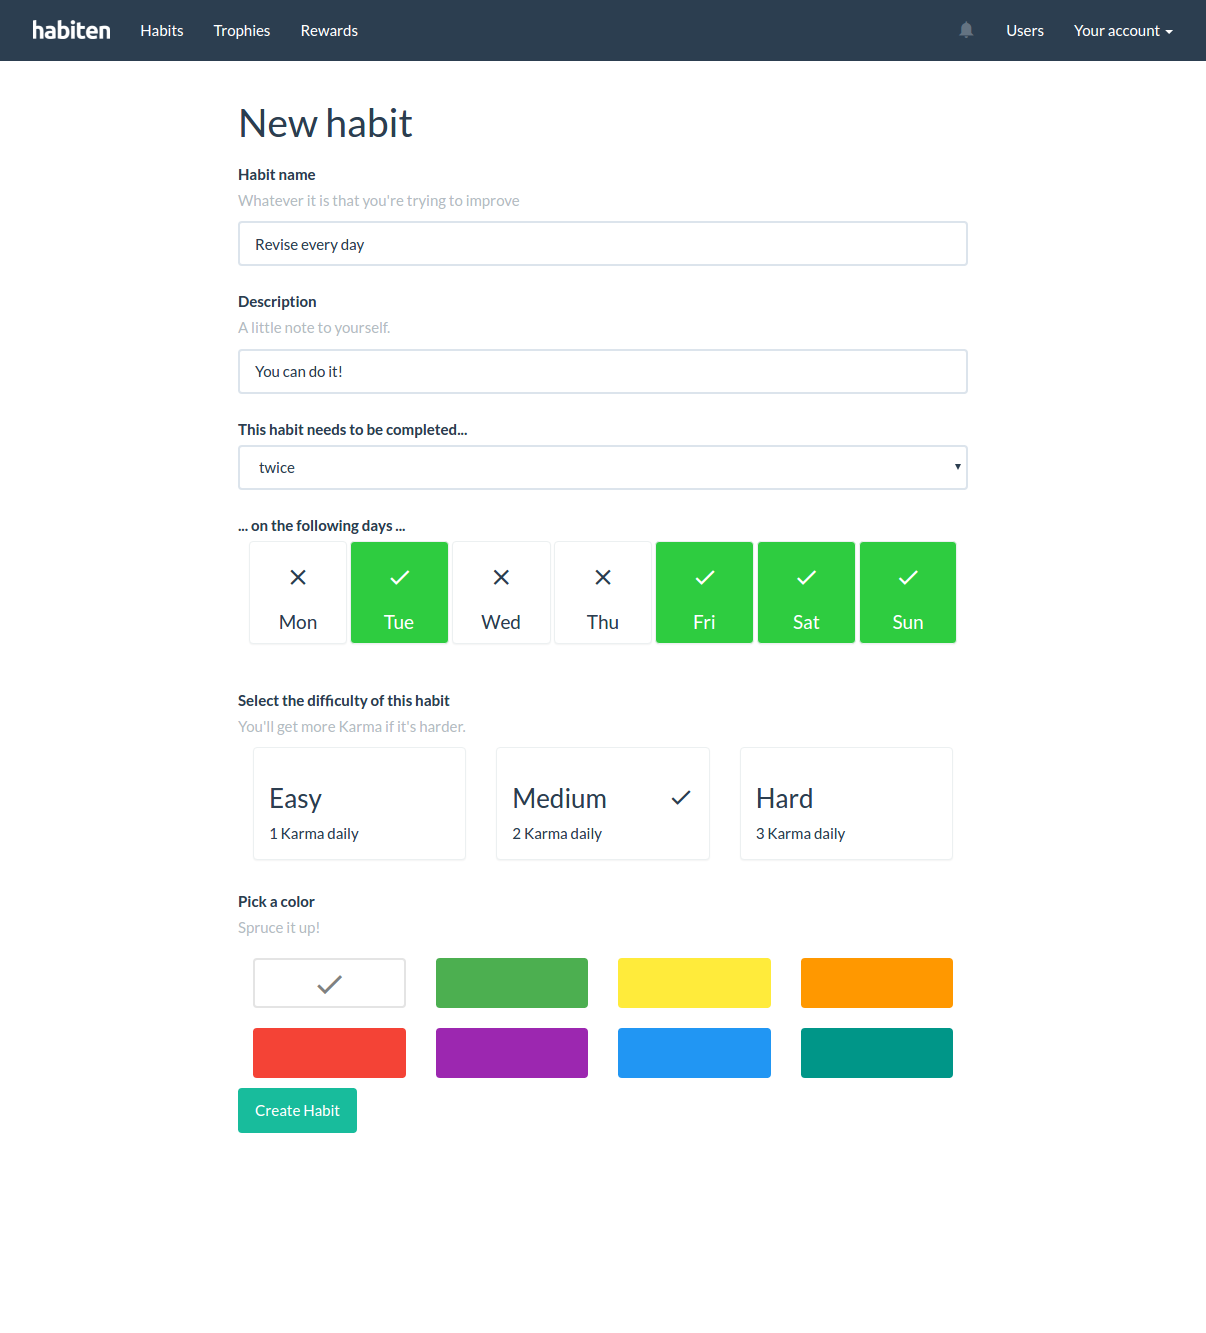 habiten Habits Trophies Rewards Users Your account
New habit
Habit name
Whatever it is that you're trying to improve
Revise every day
Description
A little note to yourself.
You can do it!
This habit needs to be completed...
twice
... on the following days ...
Mon Tue Wed Thu Fri Sat Sun
Select the difficulty of this habit
You'll get more Karma if it's harder.
Easy Medium Hard
1 Karma daily 2 Karma daily 3 Karma daily
Pick a color
Spruce it up!
Create Habit